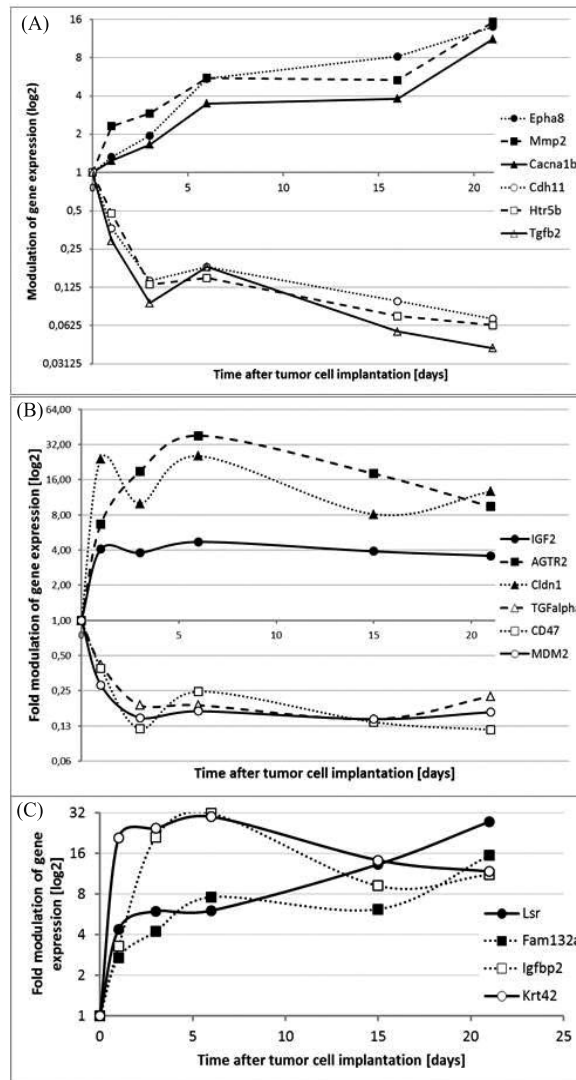 (A)
Modulation of gene expression (log2)
16
8
4
2
1
0,5
0,25
0,125
0,0625
0,03125
0
5
10
15
20
Epha8
Mmp2
Cacna1b
Cdh11
Htr5b
Tgfb2
Time after tumor cell implantation [days]
(B)
Fold modulation of gene expression [log2]
64,00
32,00
16,00
8,00
4,00
2,00
1,00
0,50
0,25
0,13
0,06
0
5
10
15
20
IGF2
AGTR2
Cldn1
TGFalpha
CD47
MDM2
Time after tumor cell implantation [days]
(C)
Fold modulation of gene
expression [log2]
32
16
8
4
2
1
0
5
10
15
20
25
Lsr
Fam132a
Igfbp2
Krt42
Time after tumor cell implantation [days]